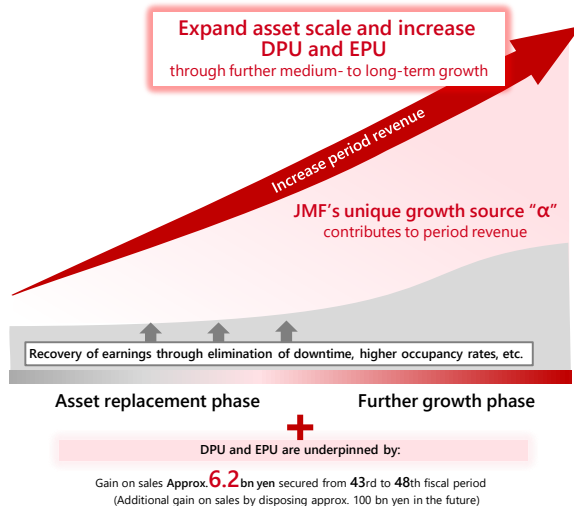 Expand asset scale and increase
DPU and EPU
through further medium- to long-term growth
Increase period revenue
JMF's unique growth source "α"
contributes to period revenue
Recovery of earnings through elimination of downtime, higher occupancy rates, etc.
Asset replacement phase
Further growth phase
+
DPU and EPU are underpinned by:
Gain on sales Approx. 6.2 bn yen secured from 43rd to 48th fiscal period
(Additional gain on sales by disposing approx. 100 bn yen in the future)